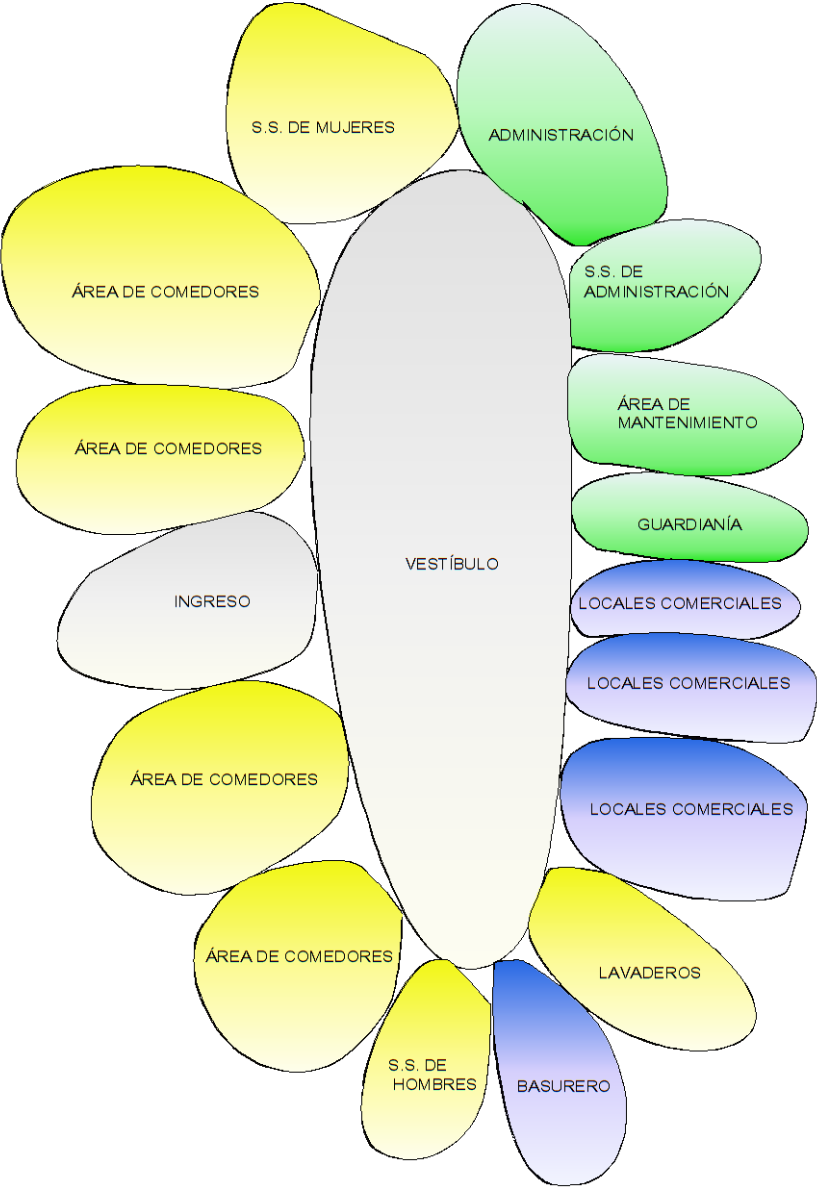 S.S. DE MUJERES
ADMINISTRACIÓN
ÁREA DE COMEDORES
S.S. DE
ADMINISTRACIÓN
ÁREA DE COMEDORES
ÁREA DE
MANTENIMIENTO
GUARDIANÍA
VESTÍBULO
INGRESO
LOCALES COMERCIALES
LOCALES COMERCIALES
ÁREA DE COMEDORES
LOCALES COMERCIALES
ÁREA DE COMEDORES
LAVADEROS
S.S. DE
HOMBRES
BASURERO